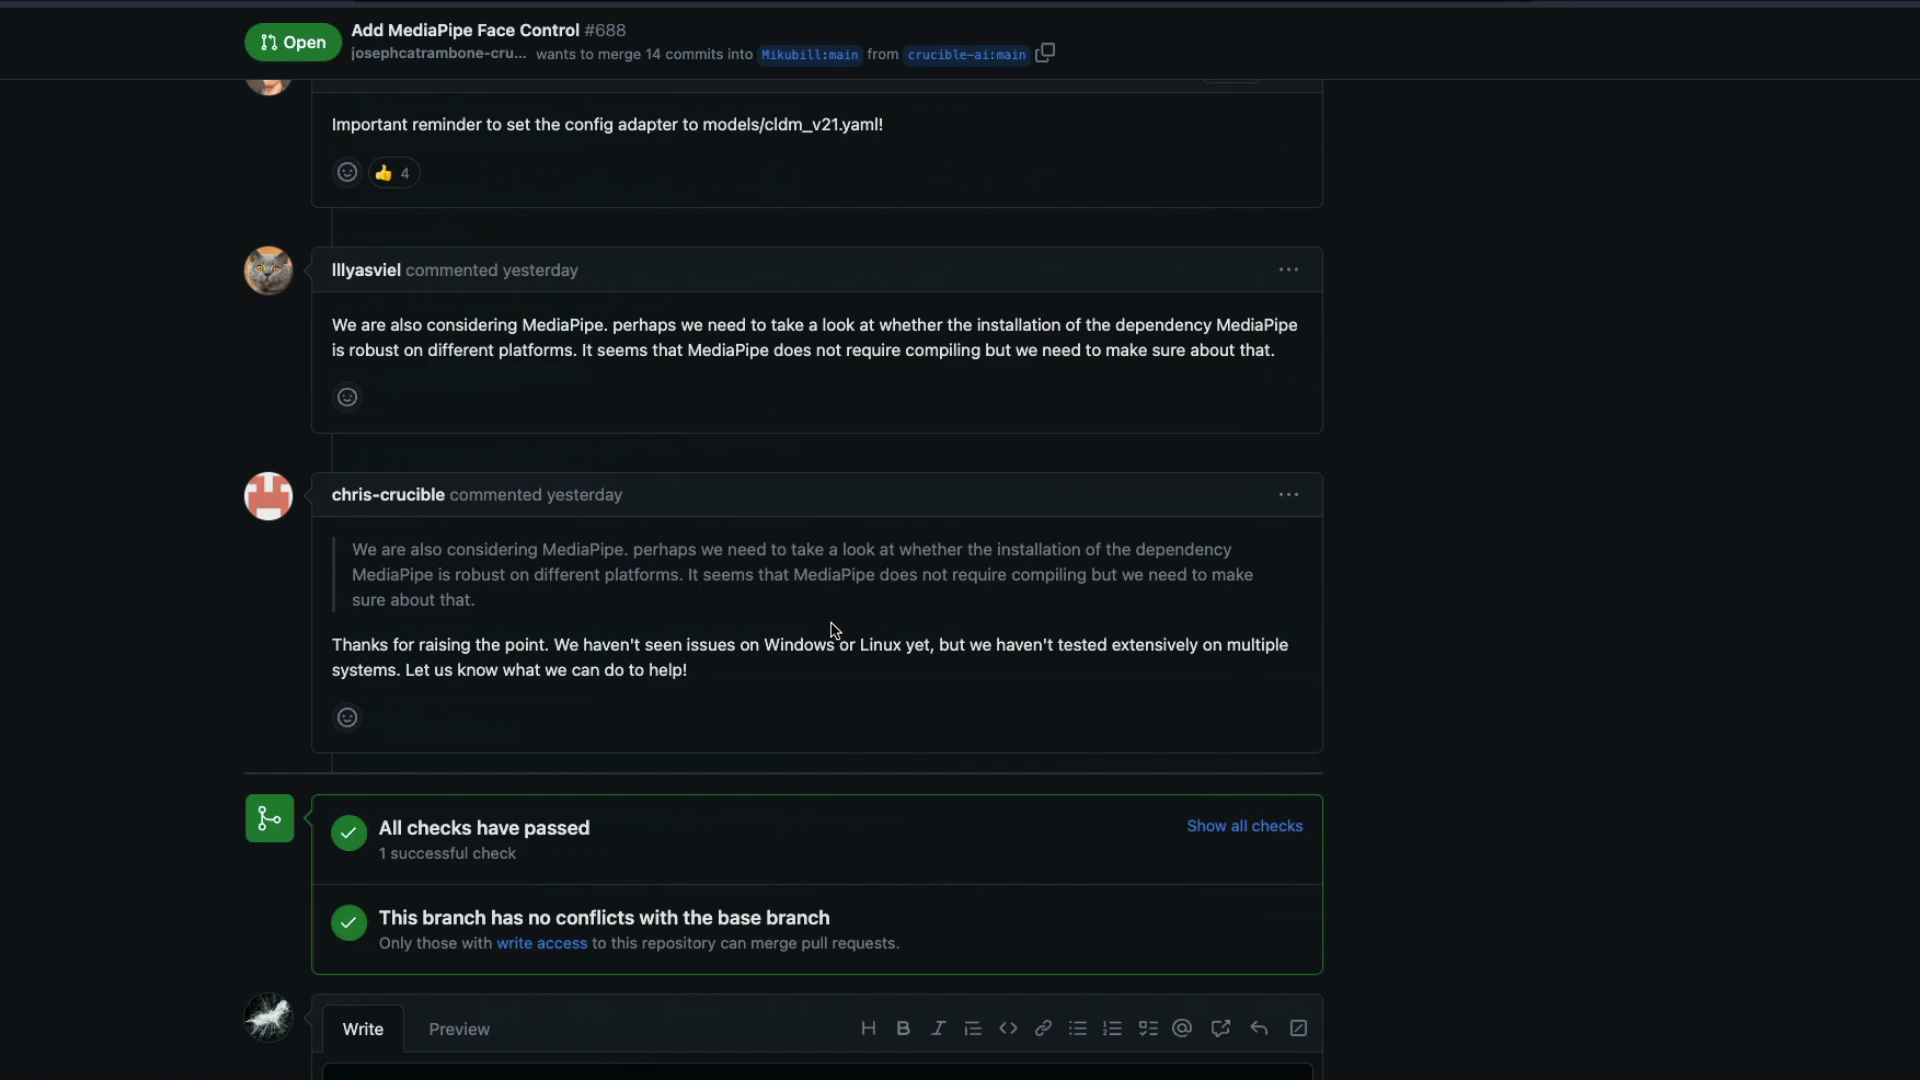 Open
Add MediaPipe Face Control #688
josephcatrambone-cru... wants to merge 14 commits into Mikubill:main from crucible-ai:main
Important reminder to set the config adapter to models/cldm_v21.yaml!
👍 4
lllyasviel commented yesterday
We are also considering MediaPipe. perhaps we need to take a look at whether the installation of the dependency MediaPipe
is robust on different platforms. It seems that MediaPipe does not require compiling but we need to make sure about that.
chris-crucible commented yesterday
We are also considering MediaPipe. perhaps we need to take a look at whether the installation of the dependency
MediaPipe is robust on different platforms. It seems that MediaPipe does not require compiling but we need to make
sure about that.
Thanks for raising the point. We haven't seen issues on Windows or Linux yet, but we haven't tested extensively on multiple
systems. Let us know what we can do to help!
All checks have passed
Show all checks
1 successful check
This branch has no conflicts with the base branch
Only those with write access to this repository can merge pull requests.
Write Preview